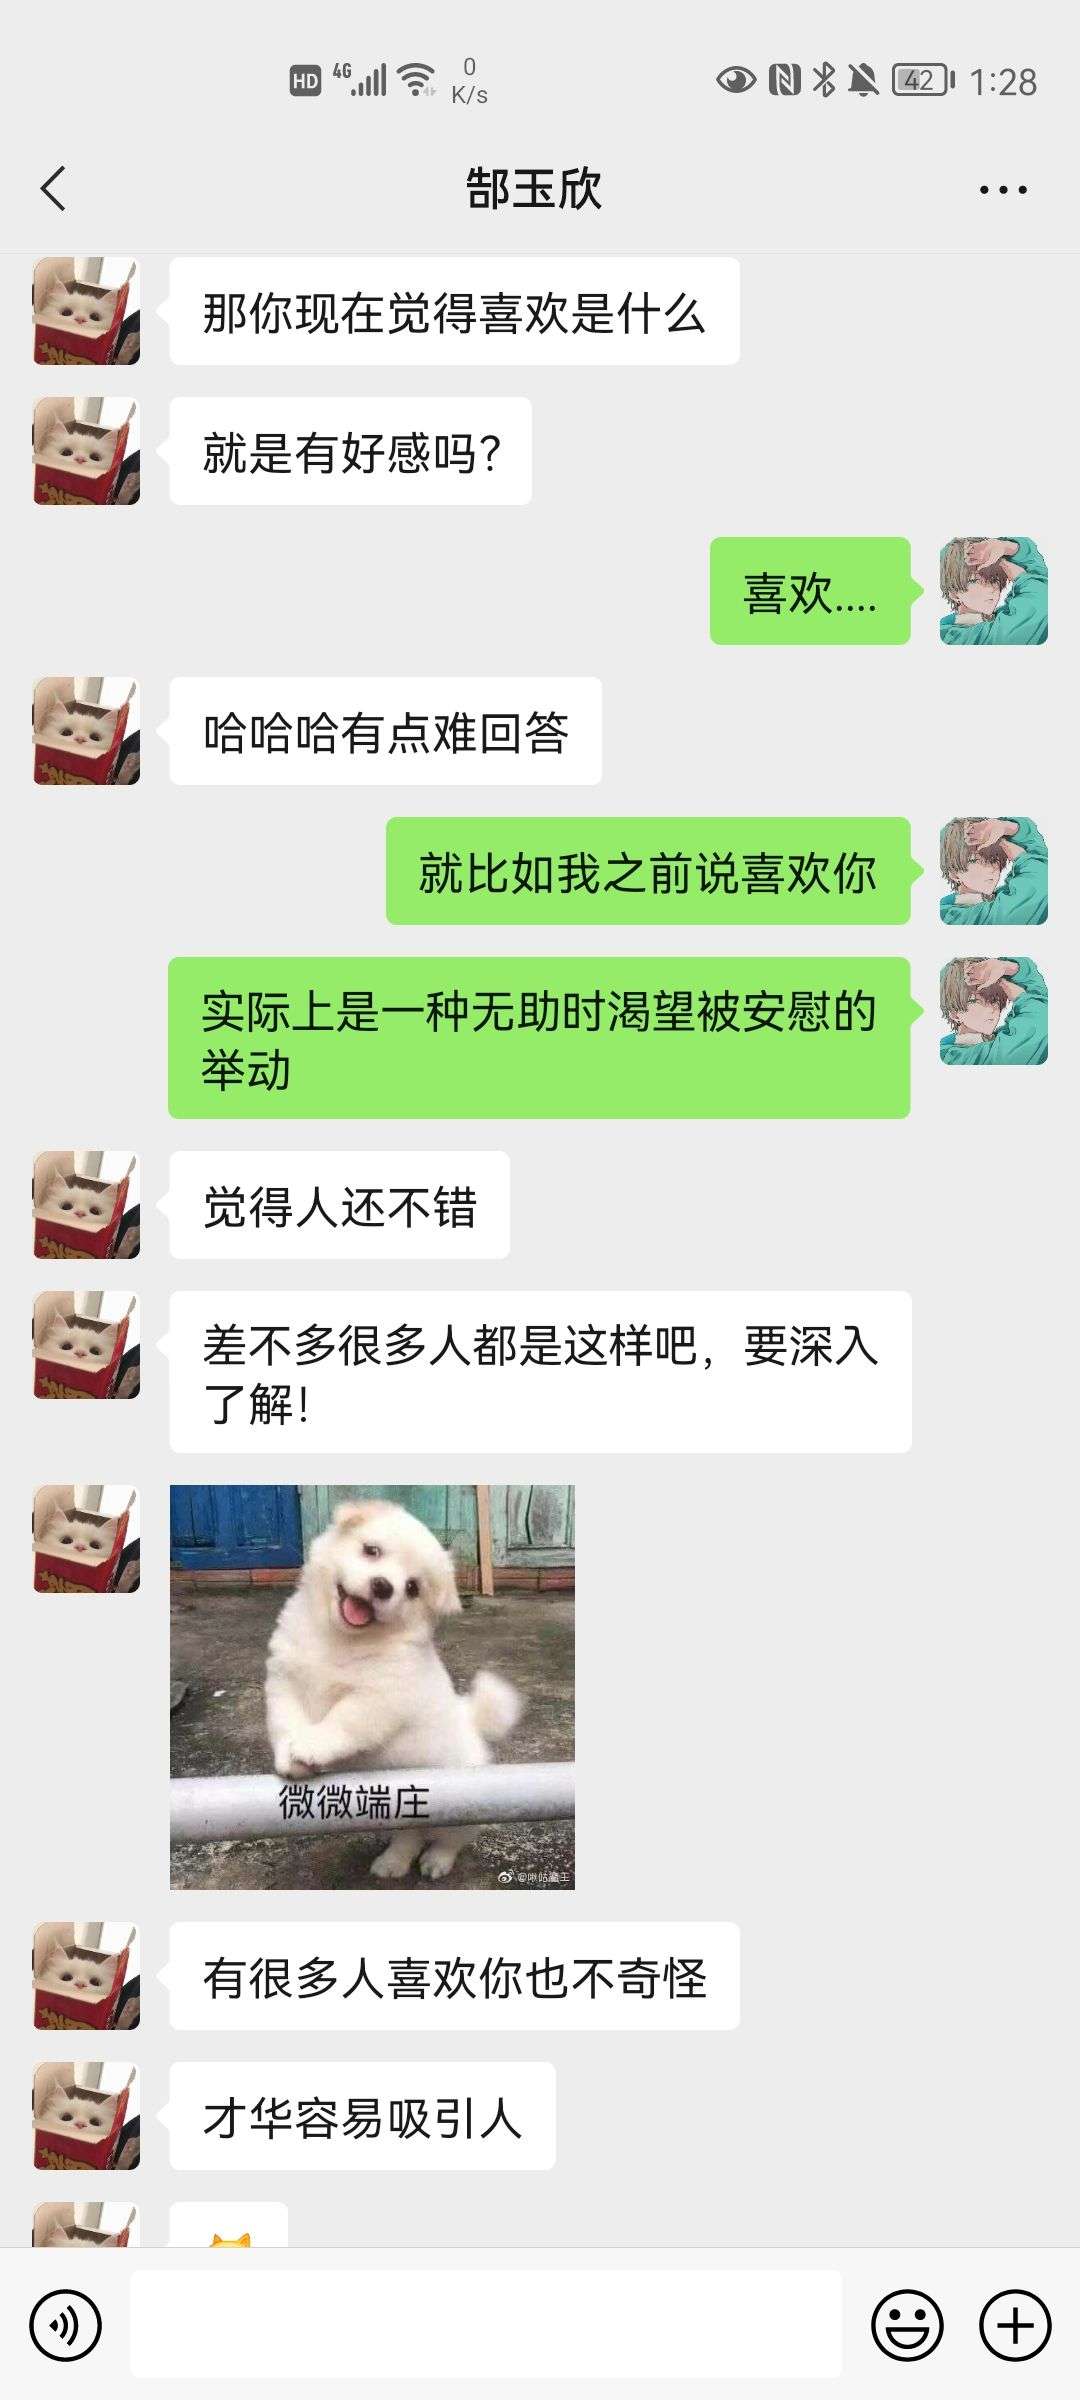 HD 4G 0 K/s 42 1:28
郜玉欣
那你现在觉得喜欢是什么
就是有好感吗?
喜欢....
哈哈哈有点难回答
就比如我之前说喜欢你
实际上是一种无助时渴望被安慰的
举动
觉得人还不错
差不多很多人都是这样吧，要深入
了解！
微微端庄
有很多人喜欢你也不奇怪
才华容易吸引人